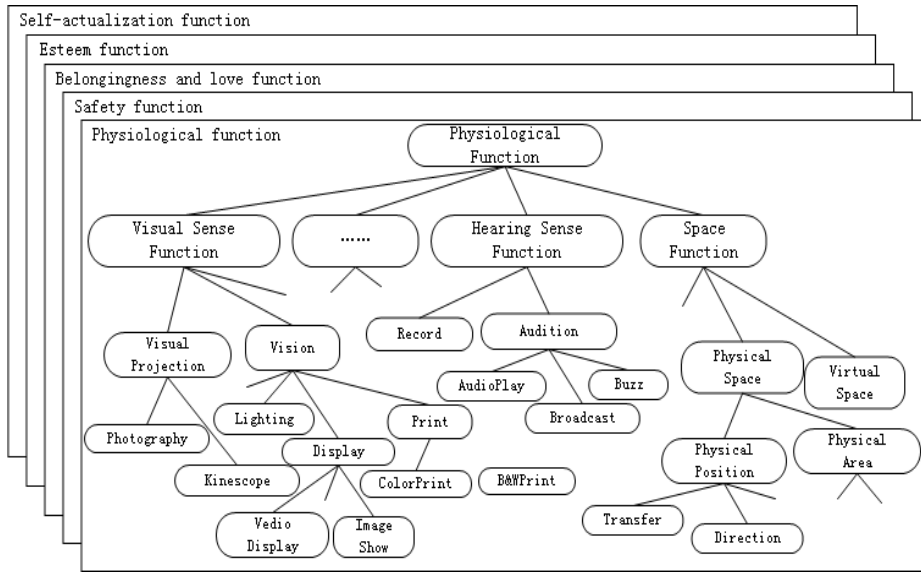 Self-actualization function
Esteem function
Belongingness and love function
Safety function
Physiological function
Physiological
Function
Visual Sense
Function
……
Hearing Sense
Function
Space
Function
Visual
Projection
Vision
Record
Audition
Physical
Space
Virtual
Space
Photography
Kinescope
Lighting
Display
Print
AudioPlay
Broadcast
Buzz
Physical
Position
Physical
Area
Vedio
Display
Image
Show
ColorPrint
B&WPrint
Transfer
Direction